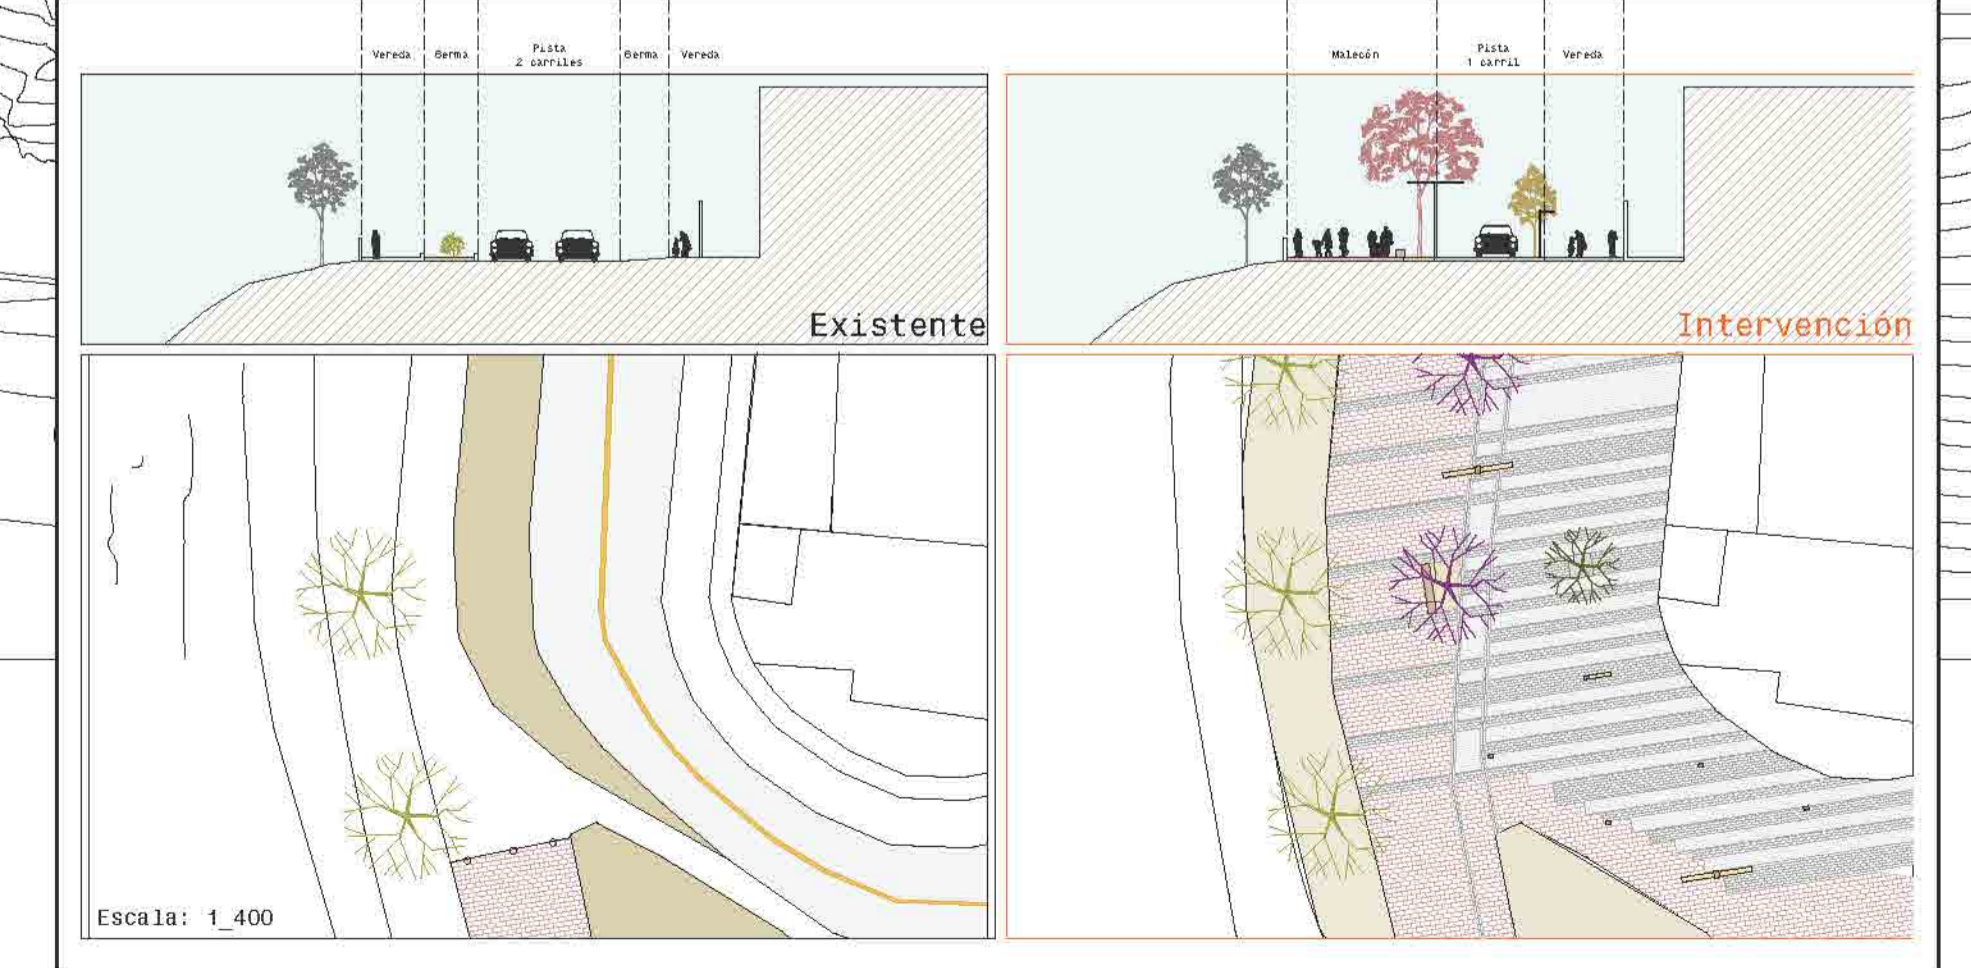 Vereda Berma Pista Berma Vereda
2 carriles
Malecón Pista Vereda
1 carril
Existente
Intervención
Escala: 1_400